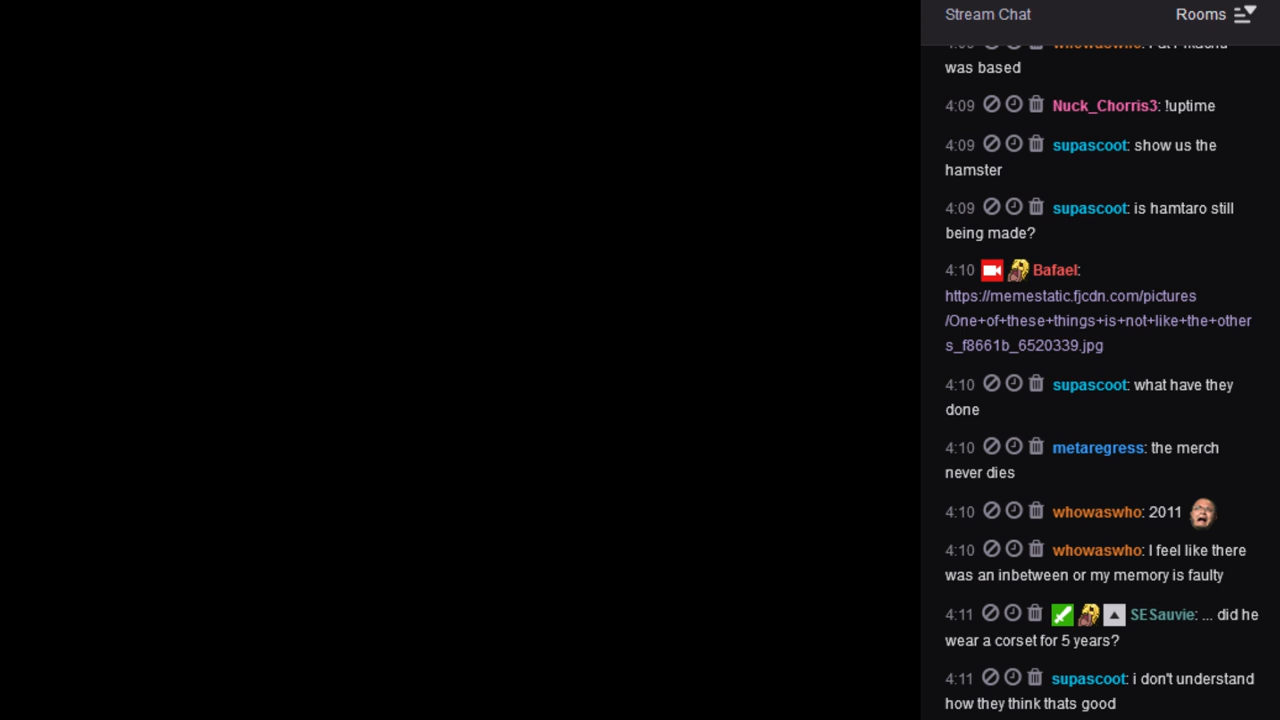 Stream Chat
Rooms
was based
4:09 Nuck_Chorris3: !uptime
4:09 supascoot: show us the
hamster
4:09 supascoot: is hamtaro still
being made?
4:10 Bafael:
https://memestatic.fjcdn.com/pictures
/One+of+these+things+is+not+like+the+other
s_f8661b_6520339.jpg
4:10 supascoot: what have they
done
4:10 metaregress: the merch
never dies
4:10 whowaswho: 2011
4:10 whowaswho: I feel like there
was an inbetween or my memory is faulty
4:11 SESauvie: ... did he
wear a corset for 5 years?
4:11 supascoot: i don't understand
how they think thats good